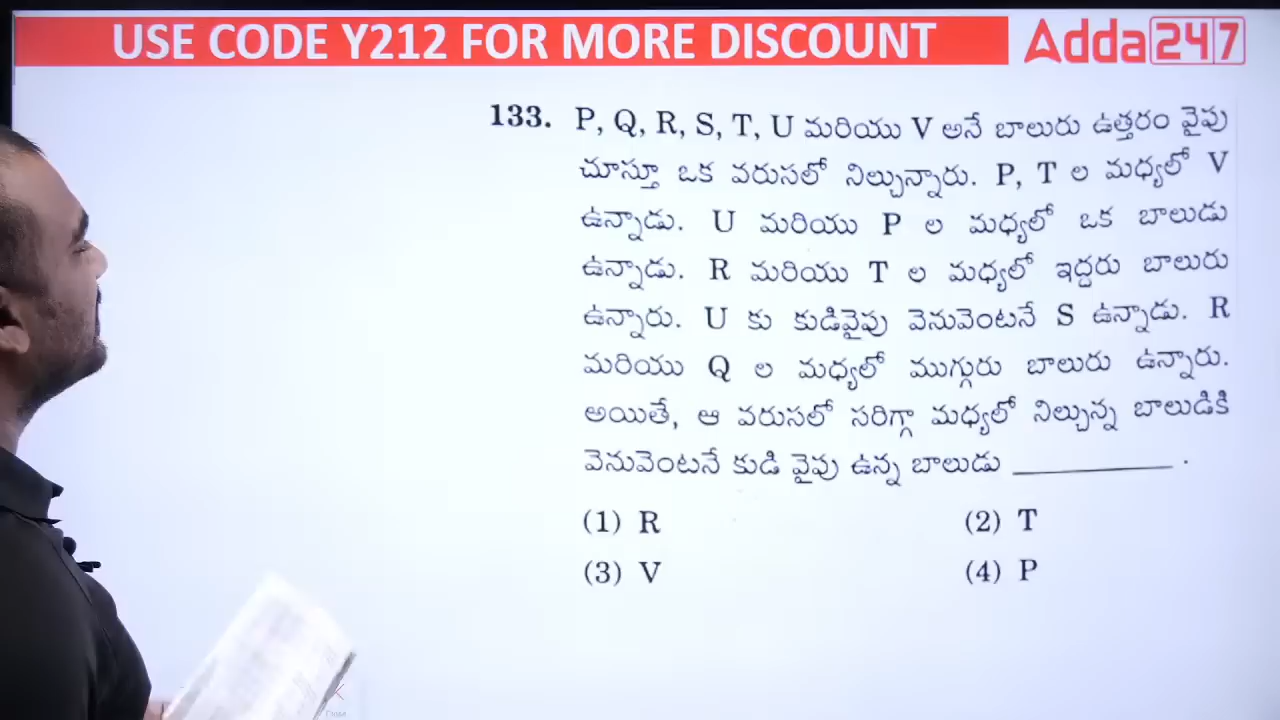 USE CODE Y212 FOR MORE DISCOUNT
Adda247
133. P, Q, R, S, T, U మరియు V అనే బాలురు ఉత్తరం వైపు
చూస్తూ ఒక వరుసలో నిల్చున్నారు. P, T ల మధ్యలో V
ఉన్నాడు. U మరియు P ల మధ్యలో ఒక బాలుడు
ఉన్నాడు. R మరియు T ల మధ్యలో ఇద్దరు బాలురు
ఉన్నారు. U కు కుడివైపు వెనువెంటనే S ఉన్నాడు. R
మరియు Q ల మధ్యలో ముగ్గురు బాలురు ఉన్నారు.
అయితే, ఆ వరుసలో సరిగ్గా మధ్యలో నిల్చున్న బాలుడికి
వెనువెంటనే కుడి వైపు ఉన్న బాలుడు ________ .
(1) R
(2) T
(3) V
(4) P